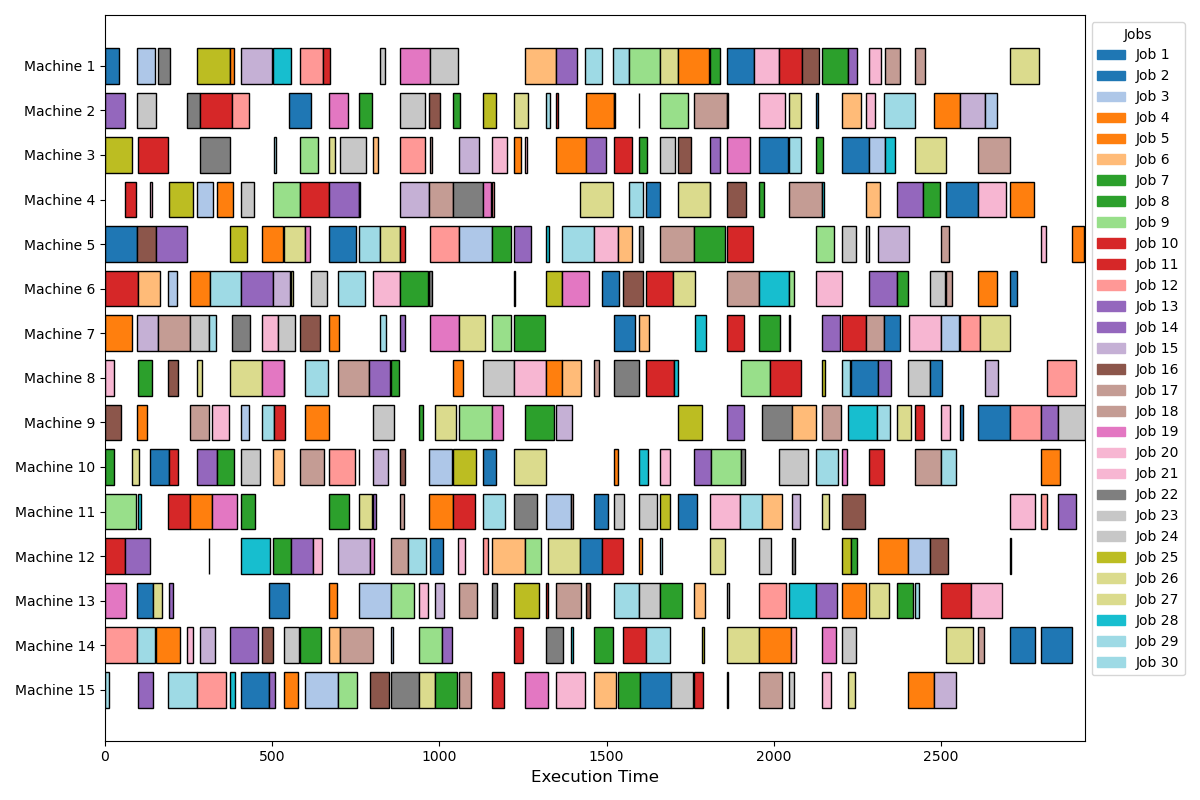 Machine 1
Machine 2
Machine 3
Machine 4
Machine 5
Machine 6
Machine 7
Machine 8
Machine 9
Machine 10
Machine 11
Machine 12
Machine 13
Machine 14
Machine 15
0 500 1000 1500 2000 2500
Execution Time
Jobs
Job 1
Job 2
Job 3
Job 4
Job 5
Job 6
Job 7
Job 8
Job 9
Job 10
Job 11
Job 12
Job 13
Job 14
Job 15
Job 16
Job 17
Job 18
Job 19
Job 20
Job 21
Job 22
Job 23
Job 24
Job 25
Job 26
Job 27
Job 28
Job 29
Job 30